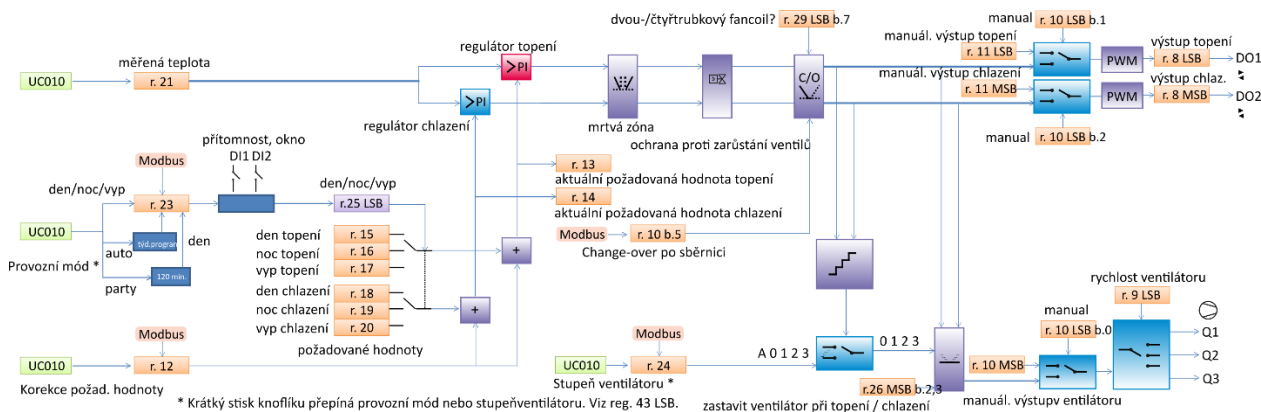 dvou-/čtyřtrubkový fancoil?
r. 29 LSB b.7
manual
r. 10 LSB b.1
manuál. výstup topení
r. 11 LSB
výstup topení
PWM
r. 8 LSB
DO1
regulátor topení
měřená teplota
UC010
r. 21
>PI
C/O
manuál. výstup chlazení
r. 11 MSB
výstup chlaz.
PWM
r. 8 MSB
DO2
>PI
regulátor chlazení
mrtvá zóna
ochrana proti zarůstání ventilů
manual
r. 10 LSB b.2
přítomnost, okno
DI1 DI2
Modbus
r. 13
aktuální požadovaná hodnota topení
den/noc/vyp
r. 23
den/noc/vyp
r.25 LSB
r. 14
aktuální požadovaná hodnota chlazení
UC010
auto
týd.program
den
Provozní mód *
120 min.
party
den topení
r. 15
noc topení
r. 16
vyp topení
r. 17
+
Modbus
r. 10 b.5
Change-over po sběrnici
den chlazení
r. 18
noc chlazení
r. 19
vyp chlazení
r. 20
+
požadované hodnoty
rychlost ventilátoru
r. 9 LSB
manual
r. 10 LSB b.0
Modbus
UC010
r. 12
Korekce požad. hodnoty
Modbus
UC010
r. 24
Stupeň ventilátoru *
A 0 1 2 3
0 1 2 3
r.26 MSB b.2,3
zastavit ventilátor při topení / chlazení
r. 10 MSB
manuál. výstupv entilátoru
Q1
Q2
Q3
* Krátký stisk knoflíku přepíná provozní mód nebo stupeňventilátoru. Viz reg. 43 LSB.